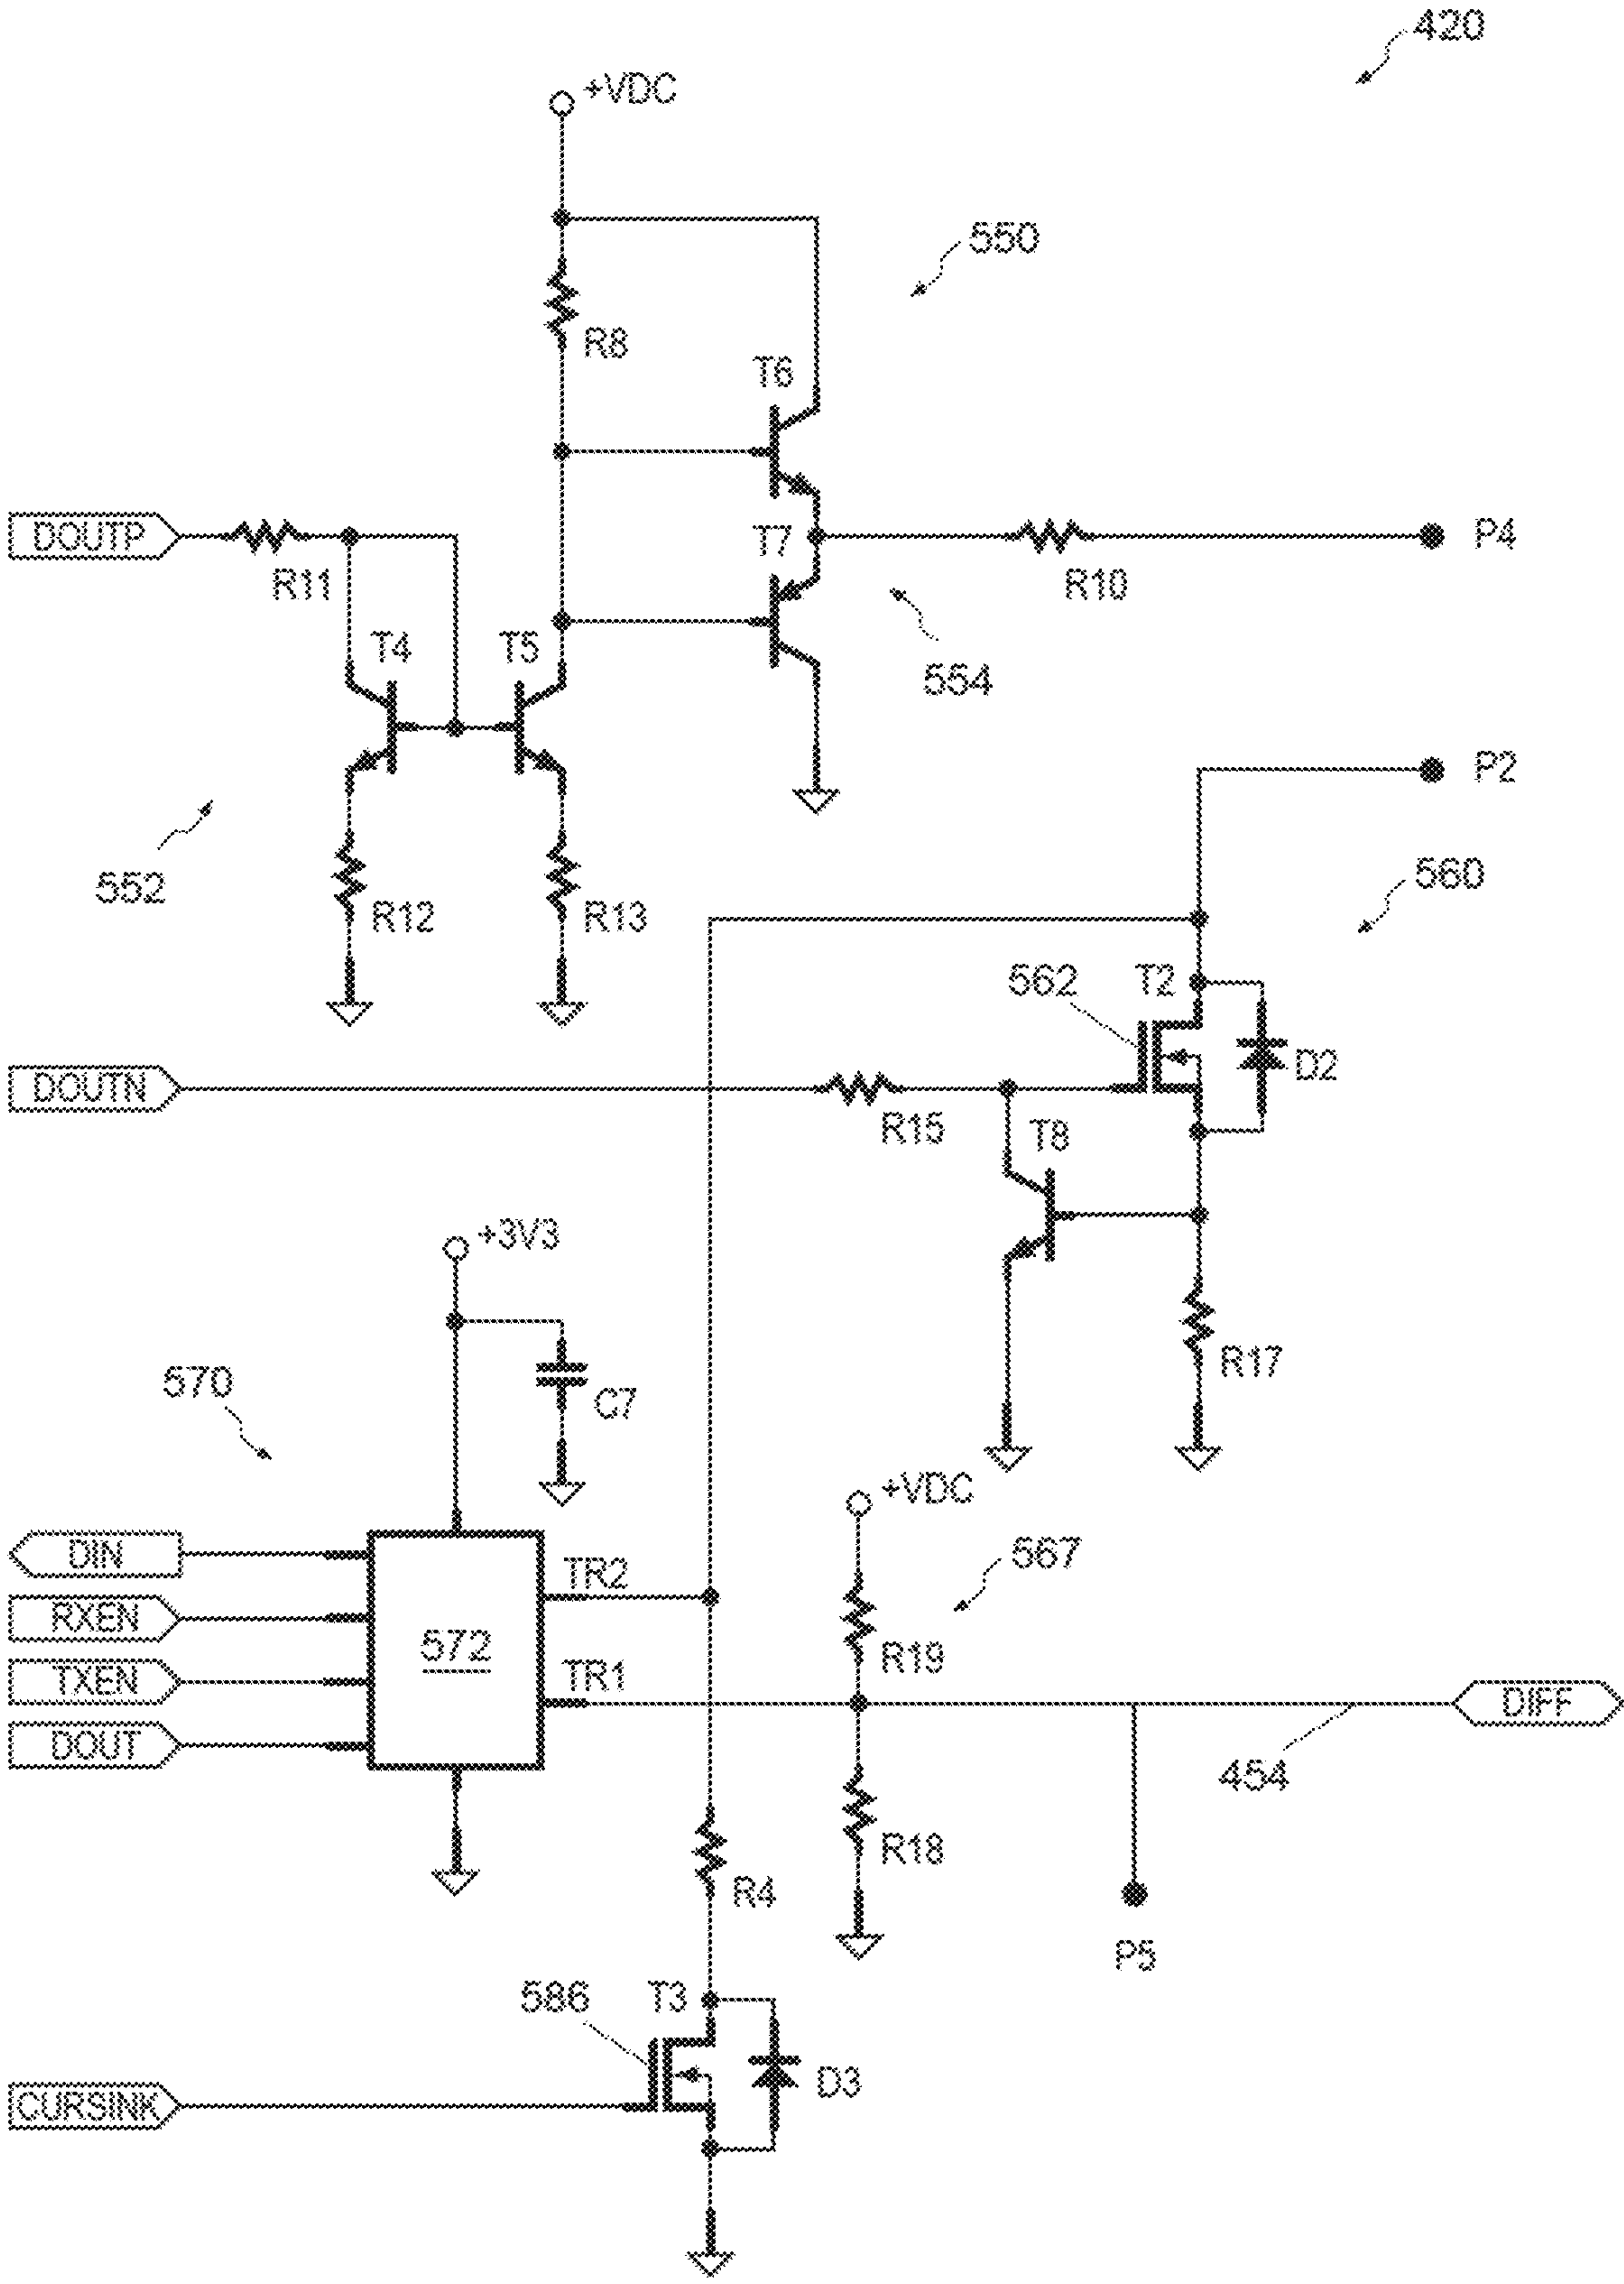 420
+VDC
550
R8
T6
DOUTP
R11
T7
R10
P4
T4
T5
554
P2
552
R12
R13
560
562
T2
D2
DOUTN
R15
T8
+3V3
R17
570
C7
+VDC
567
DIN
TR2
RXEN
572
R19
TXEN
TR1
DIFF
DOUT
454
R18
R4
P5
586
T3
D3
CURSINK